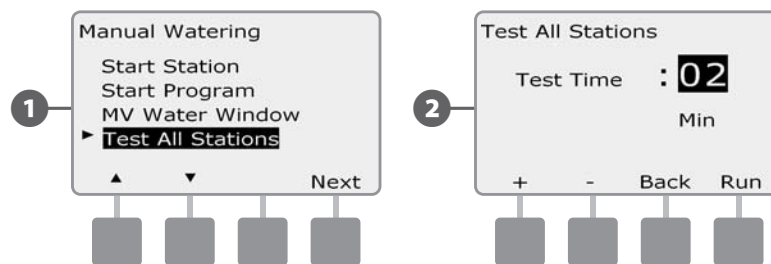 1
Manual Watering
Start Station
Start Program
MV Water Window
► Test All Stations
▲ ▼ Next
2
Test All Stations
Test Time :02
Min
+ - Back Run